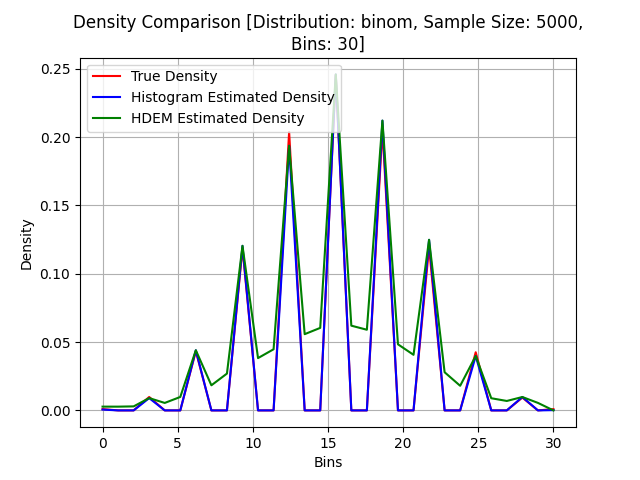 Density Comparison [Distribution: binom, Sample Size: 5000,
Bins: 30]
True Density
Histogram Estimated Density
HDEM Estimated Density
0.25
0.20
0.15
0.10
0.05
0.00
Density
0 5 10 15 20 25 30
Bins